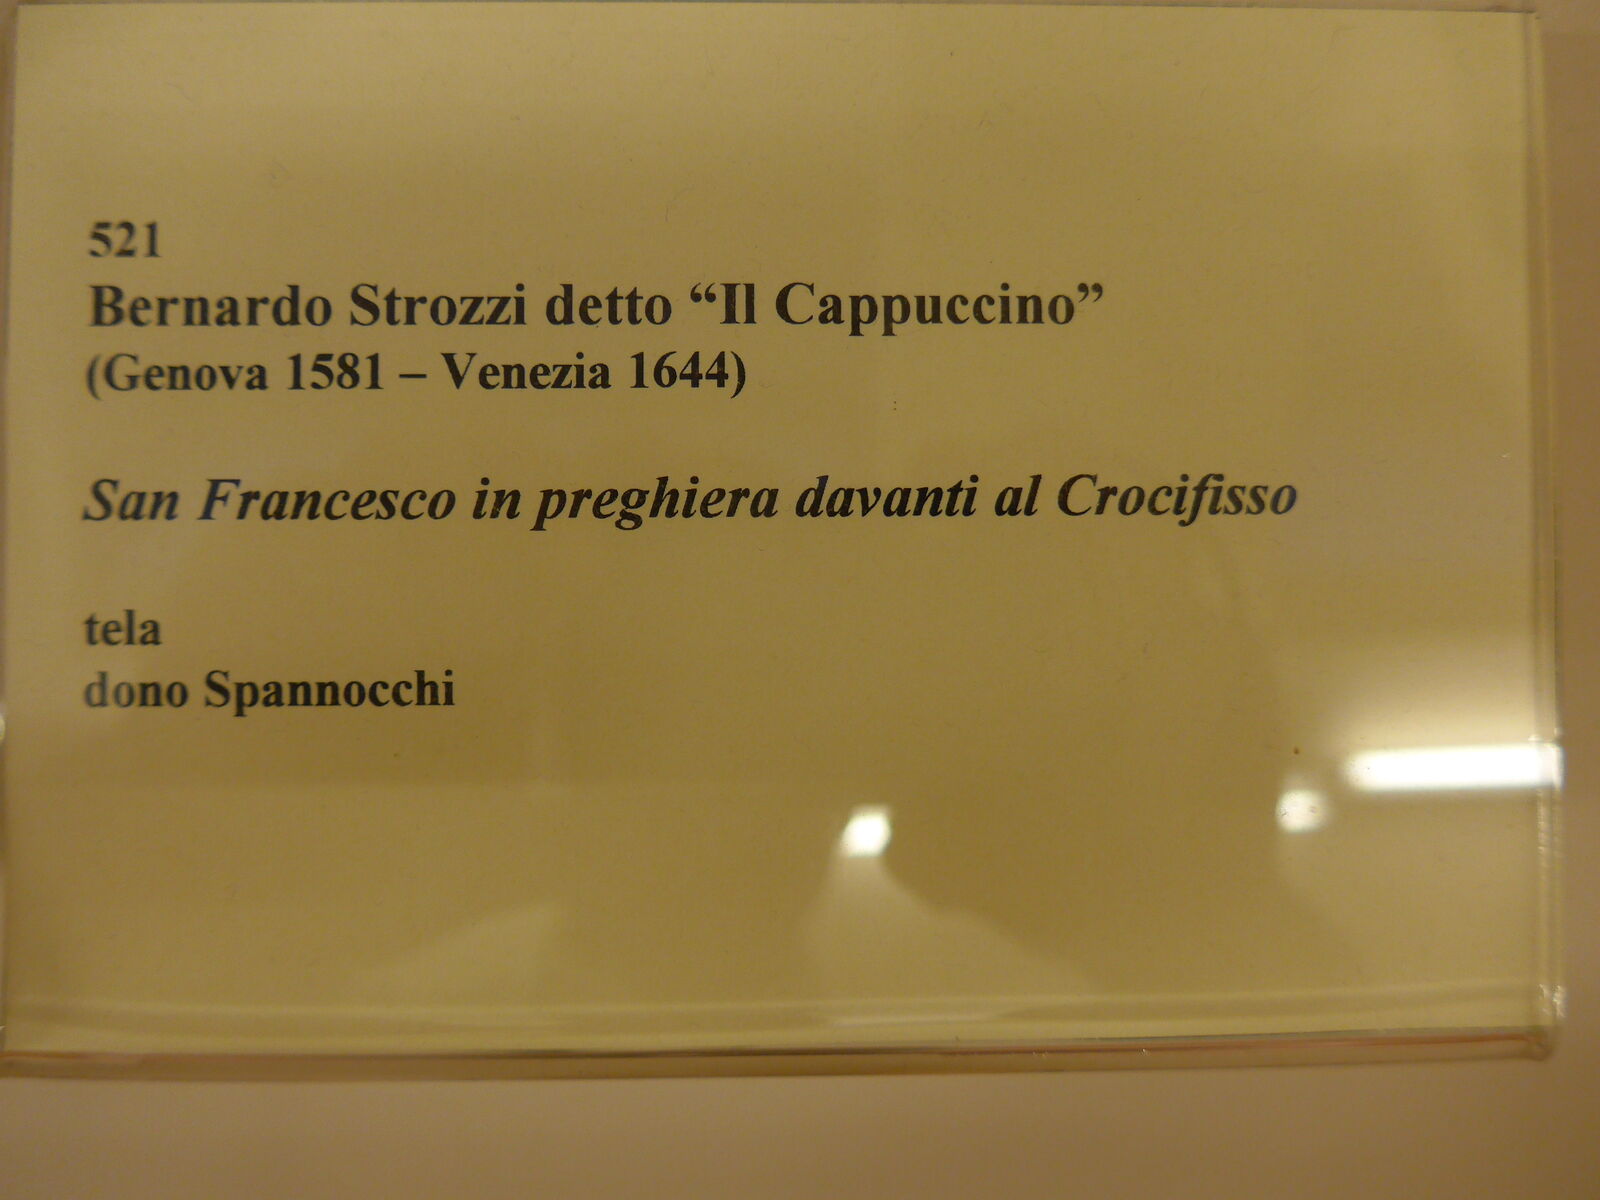 521
Bernardo Strozzi detto “Il Cappuccino”
(Genova 1581 – Venezia 1644)
San Francesco in preghiera davanti al Crocifisso
tela
dono Spannocchi